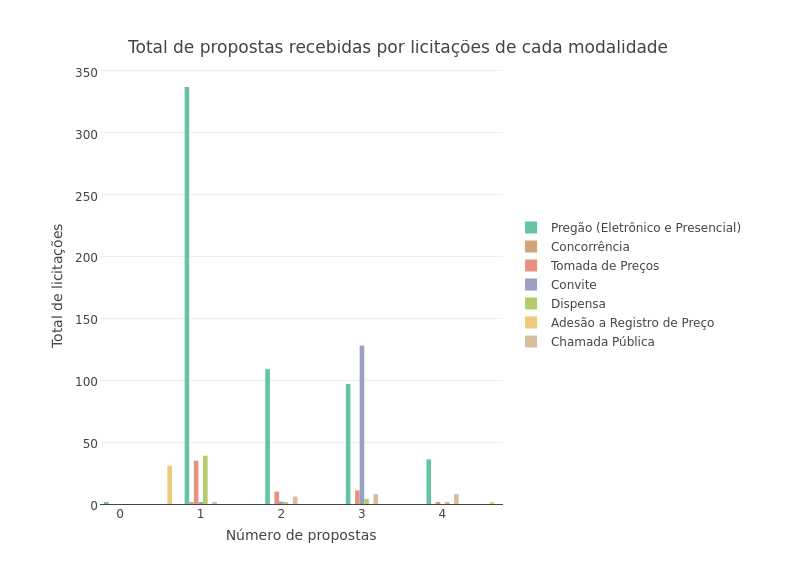 Total de propostas recebidas por licitações de cada modalidade
350
300
250
200
150
100
50
0
Total de licitações
0 1 2 3 4
Número de propostas
Pregão (Eletrônico e Presencial)
Concorrência
Tomada de Preços
Convite
Dispensa
Adesão a Registro de Preço
Chamada Pública